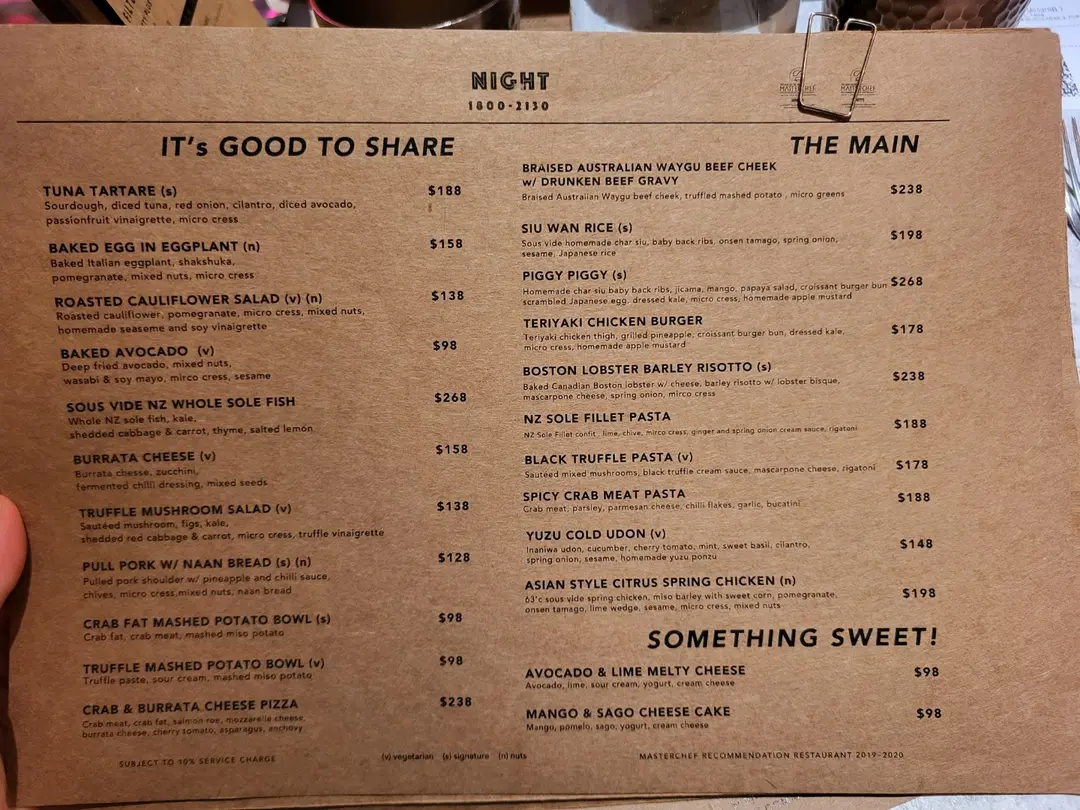 NIGHT
1800-2130
IT's GOOD TO SHARE
TUNA TARTARE (s) $188
Sourdough, diced tuna, red onion, cilantro, diced avocado,
passionfruit vinaigrette, micro cress
BAKED EGG IN EGGPLANT (n) $158
Baked Italian eggplant, shakshuka,
pomegranate, mixed nuts, micro cress
ROASTED CAULIFLOWER SALAD (v) (n) $138
Roasted cauliflower, pomegranate, micro cress, mixed nuts,
homemade seaseme and soy vinaigrette
BAKED AVOCADO (v) $98
Deep fried avocado, mixed nuts,
wasabi & soy mayo, mirco cress, sesame
SOUS VIDE NZ WHOLE SOLE FISH $268
Whole NZ sole fish, kale,
shedded cabbage & carrot, thyme, salted lemon
BURRATA CHEESE (v) $158
Burrata chesse, zucchini,
fermented chilli dressing, mixed seeds
TRUFFLE MUSHROOM SALAD (v) $138
Sautéed mushroom, figs, kale,
shedded red cabbage & carrot, micro cress, truffle vinaigrette
PULL PORK W/ NAAN BREAD (s) (n) $128
Pulled pork shoulder w/ pineapple and chilli sauce,
chives, micro cress,mixed nuts, naan bread
CRAB FAT MASHED POTATO BOWL (s) $98
Crab fat, crab meat, mashed miso potato
TRUFFLE MASHED POTATO BOWL (v) $98
Truffle paste, sour cream, mashed miso potato
CRAB & BURRATA CHEESE PIZZA $238
Crab meat, crab fat, salmon roe, mozzarella cheese,
burrata cheese, cherry tomato, asparagus, anchovy
THE MAIN
BRAISED AUSTRALIAN WAYGU BEEF CHEEK
w/ DRUNKEN BEEF GRAVY $238
Braised Australian Waygu beef cheek, truffled mashed potato , micro greens
SIU WAN RICE (s) $198
Sous vide homemade char siu, baby back ribs, onsen tamago, spring onion,
sesame, Japanese rice
PIGGY PIGGY (s) $268
Homemade char siu baby back ribs, jicama, mango, papaya salad, croissant burger bun
scrambled Japanese egg, dressed kale, micro cress, homemade apple mustard
TERIYAKI CHICKEN BURGER $178
Teriyaki chicken thigh, grilled pineapple, croissant burger bun, dressed kale,
micro cress, homemade apple mustard
BOSTON LOBSTER BARLEY RISOTTO (s) $238
Baked Canadian Boston lobster w/ cheese, barley risotto w/ lobster bisque,
mascarpone cheese, spring onion, mirco cress
NZ SOLE FILLET PASTA $188
NZ Sole Fillet confit , lime, chive, mirco cress, ginger and spring onion cream sauce, rigatoni
BLACK TRUFFLE PASTA (v) $178
Sauteed mixed mushrooms, black truffle cream sauce, mascarpone cheese, rigatoni
SPICY CRAB MEAT PASTA $188
Crab meat, parsley, parmesan cheese, chilli flakes, garlic, bucatini
YUZU COLD UDON (v) $148
Inaniwa udon, cucumber, cherry tomato, mint, sweet basil, cilantro,
spring onion, sesame, homemade yuzu ponzu
ASIAN STYLE CITRUS SPRING CHICKEN (n) $198
63'c sous vide spring chicken, miso barley with sweet corn, pomegranate,
onsen tamago, lime wedge, sesame, micro cress, mixed nuts
SOMETHING SWEET!
AVOCADO & LIME MELTY CHEESE $98
Avocado, lime, sour cream, yogurt, cream cheese
MANGO & SAGO CHEESE CAKE $98
Mango, pomelo, sago, yogurt, cream cheese
SUBJECT TO 10% SERVICE CHARGE
(v) vegetarian (s) signature (n) nuts
MASTERCHEF RECOMMENDATION RESTAURANT 2019-2020